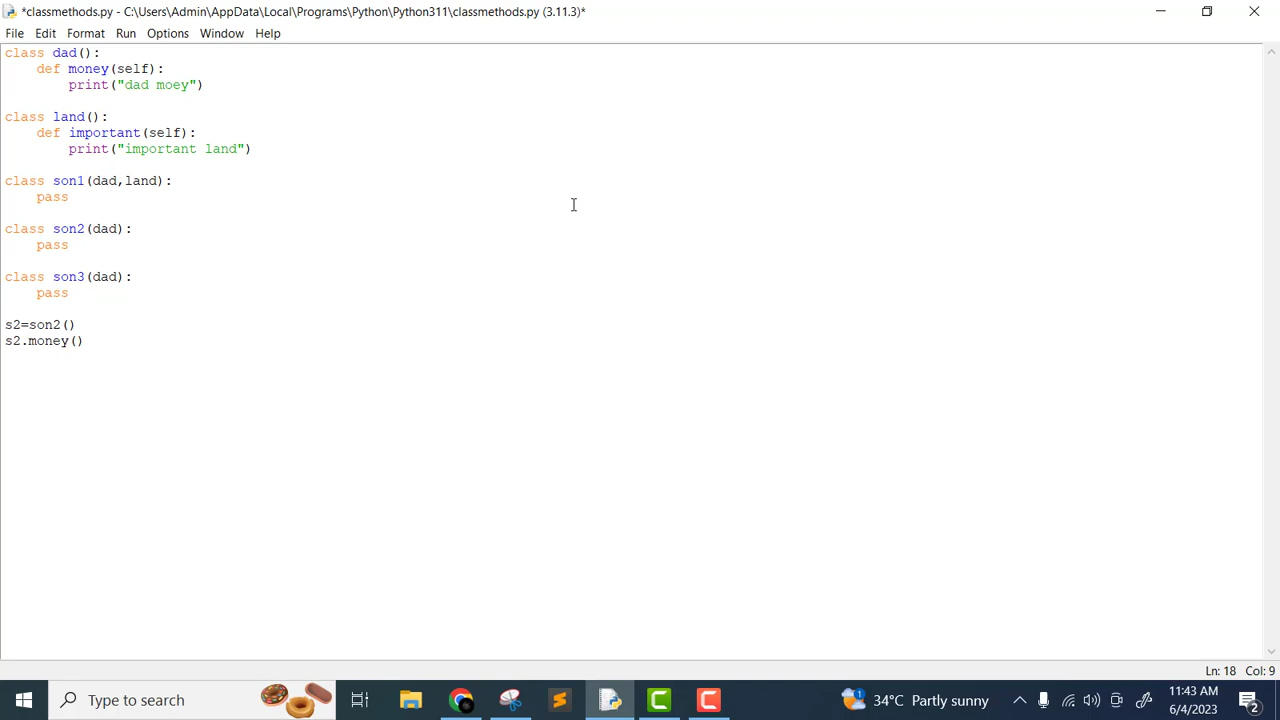 *classmethods.py - C:\Users\Admin\AppData\Local\Programs\Python\Python311\classmethods.py (3.11.3)*
File Edit Format Run Options Window Help
class dad():
    def money(self):
        print("dad moey")
class land():
    def important(self):
        print("important land")
class son1(dad,land):
    pass
class son2(dad):
    pass
class son3(dad):
    pass
s2=son2()
s2.money()
Ln: 18 Col: 9
Type to search
34°C Partly sunny
11:43 AM
6/4/2023
1
2